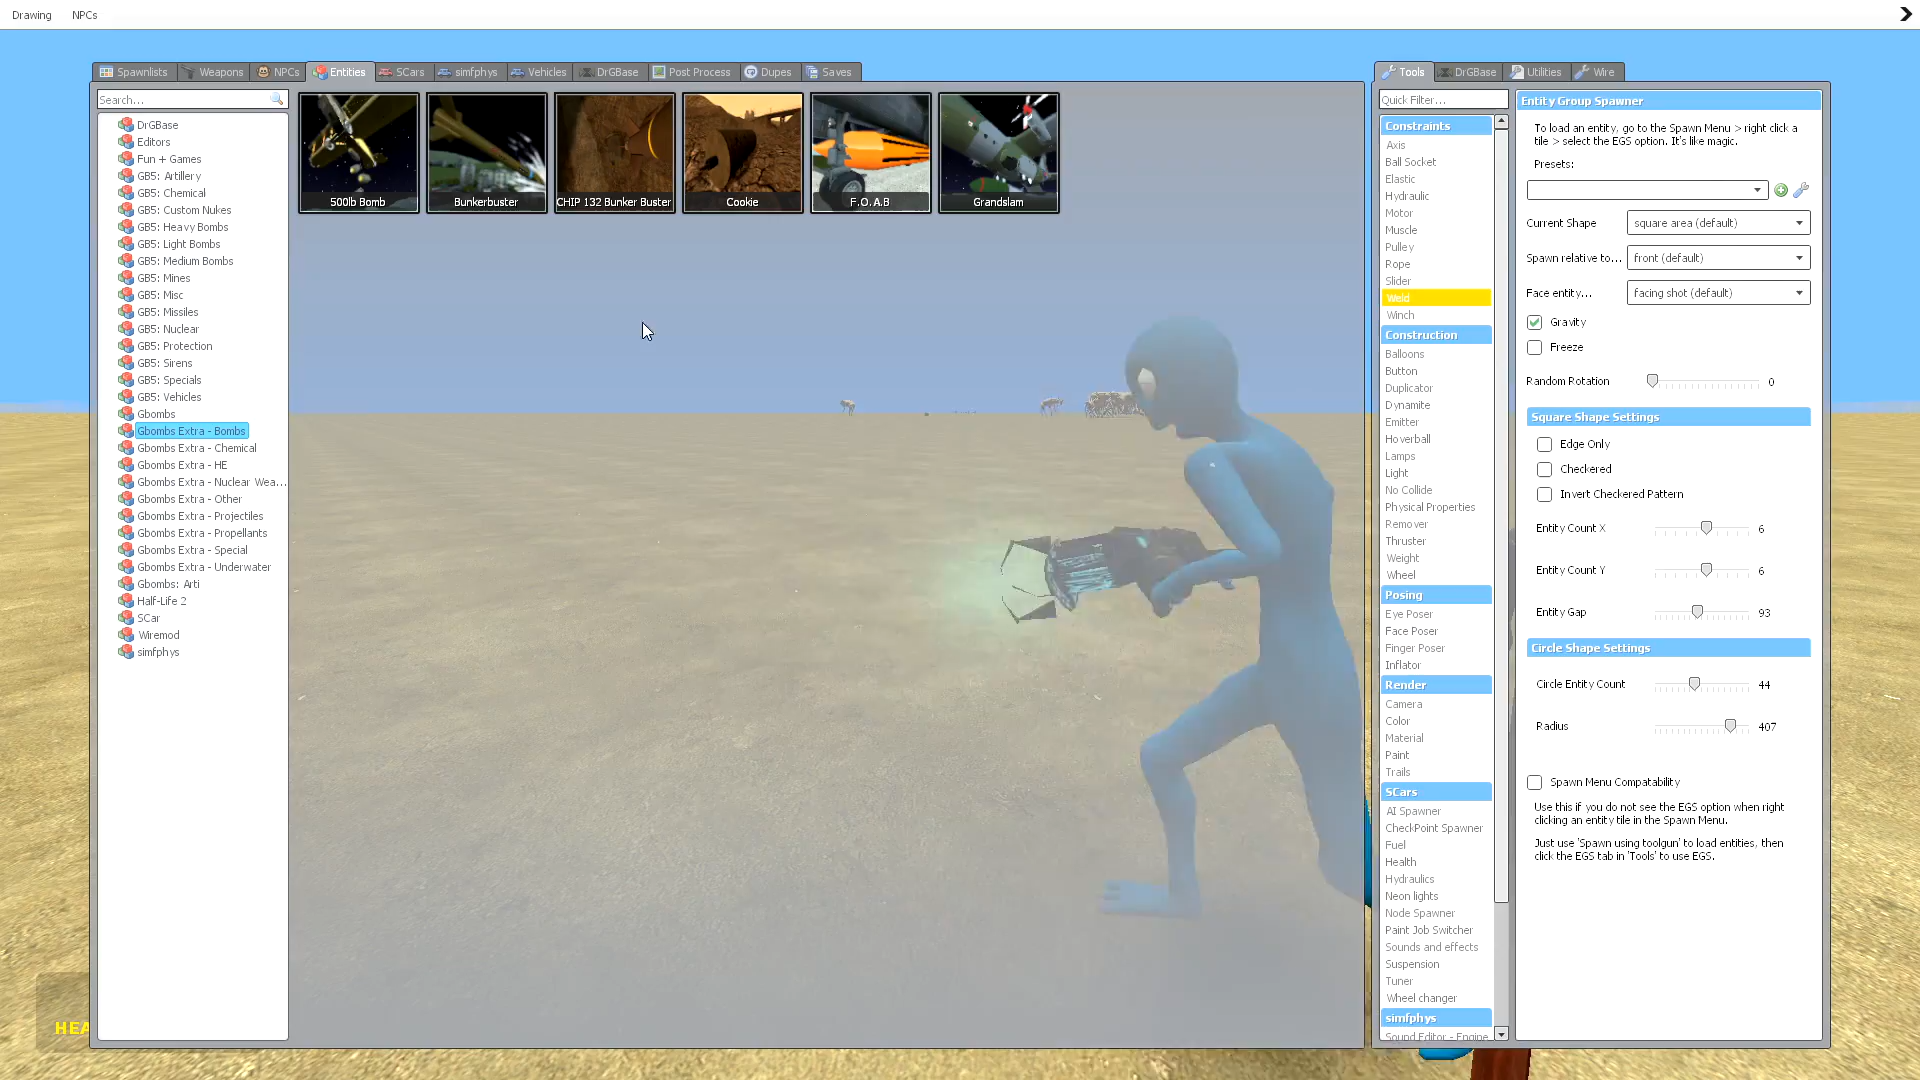 Drawing
NPCs
Spawnlists
Weapons
NPCs
Entities
SCars
simfphys
Vehicles
DrGBase
Post Process
Dupes
Saves
Search...
DrGBase
Editors
Fun + Games
GB5: Artillery
GB5: Chemical
GB5: Custom Nukes
GB5: Heavy Bombs
GB5: Light Bombs
GB5: Medium Bombs
GB5: Mines
GB5: Misc
GB5: Missiles
GB5: Nuclear
GB5: Protection
GB5: Sirens
GB5: Specials
GB5: Vehicles
Gbombs
Gbombs Extra - Bombs
Gbombs Extra - Chemical
Gbombs Extra - HE
Gbombs Extra - Nuclear Wea...
Gbombs Extra - Other
Gbombs Extra - Projectiles
Gbombs Extra - Propellants
Gbombs Extra - Special
Gbombs Extra - Underwater
Gbombs: Arti
Half-Life 2
SCar
Wiremod
simfphys
500lb Bomb
Bunkerbuster
CHIP 132 Bunker Buster
Cookie
F.O.A.B
Grandslam
HEA
Tools
DrGBase
Utilities
Wire
Quick Filter...
Constraints
Axis
Ball Socket
Elastic
Hydraulic
Motor
Muscle
Pulley
Rope
Slider
Weld
Winch
Construction
Balloons
Button
Duplicator
Dynamite
Emitter
Hoverball
Lamps
Light
No Collide
Physical Properties
Remover
Thruster
Weight
Wheel
Posing
Eye Poser
Face Poser
Finger Poser
Inflator
Render
Camera
Color
Material
Paint
Trails
SCars
AI Spawner
CheckPoint Spawner
Fuel
Health
Hydraulics
Neon lights
Node Spawner
Paint Job Switcher
Sounds and effects
Suspension
Tuner
Wheel changer
simfphys
Sound Editor - Engine
Entity Group Spawner
To load an entity, go to the Spawn Menu > right click a
tile > select the EGS option. It's like magic.
Presets:
Current Shape
square area (default)
Spawn relative to...
front (default)
Face entity...
facing shot (default)
Gravity
Freeze
Random Rotation
0
Square Shape Settings
Edge Only
Checkered
Invert Checkered Pattern
Entity Count X
6
Entity Count Y
6
Entity Gap
93
Circle Shape Settings
Circle Entity Count
44
Radius
407
Spawn Menu Compatability
Use this if you do not see the EGS option when right
clicking an entity tile in the Spawn Menu.
Just use 'Spawn using toolgun' to load entities, then
click the EGS tab in 'Tools' to use EGS.